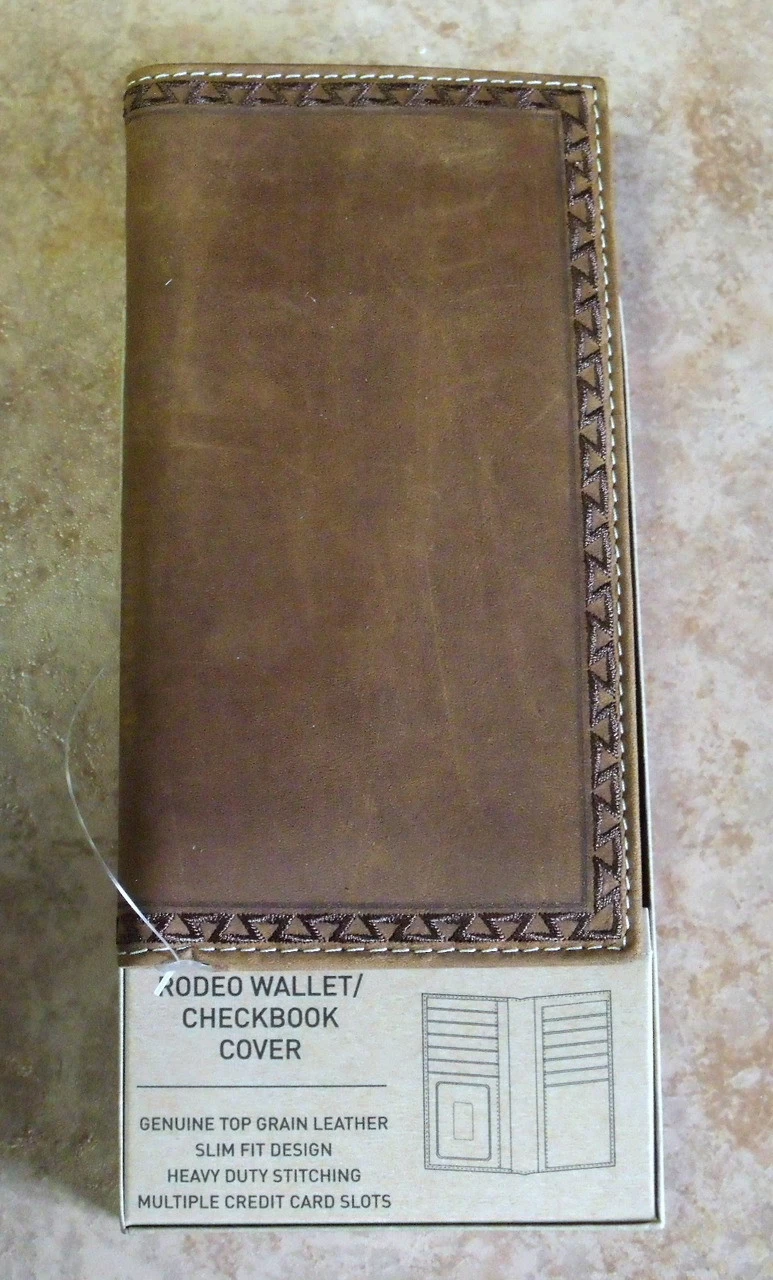 RODEO WALLET/
CHECKBOOK
COVER
GENUINE TOP GRAIN LEATHER
SLIM FIT DESIGN
HEAVY DUTY STITCHING
MULTIPLE CREDIT CARD SLOTS